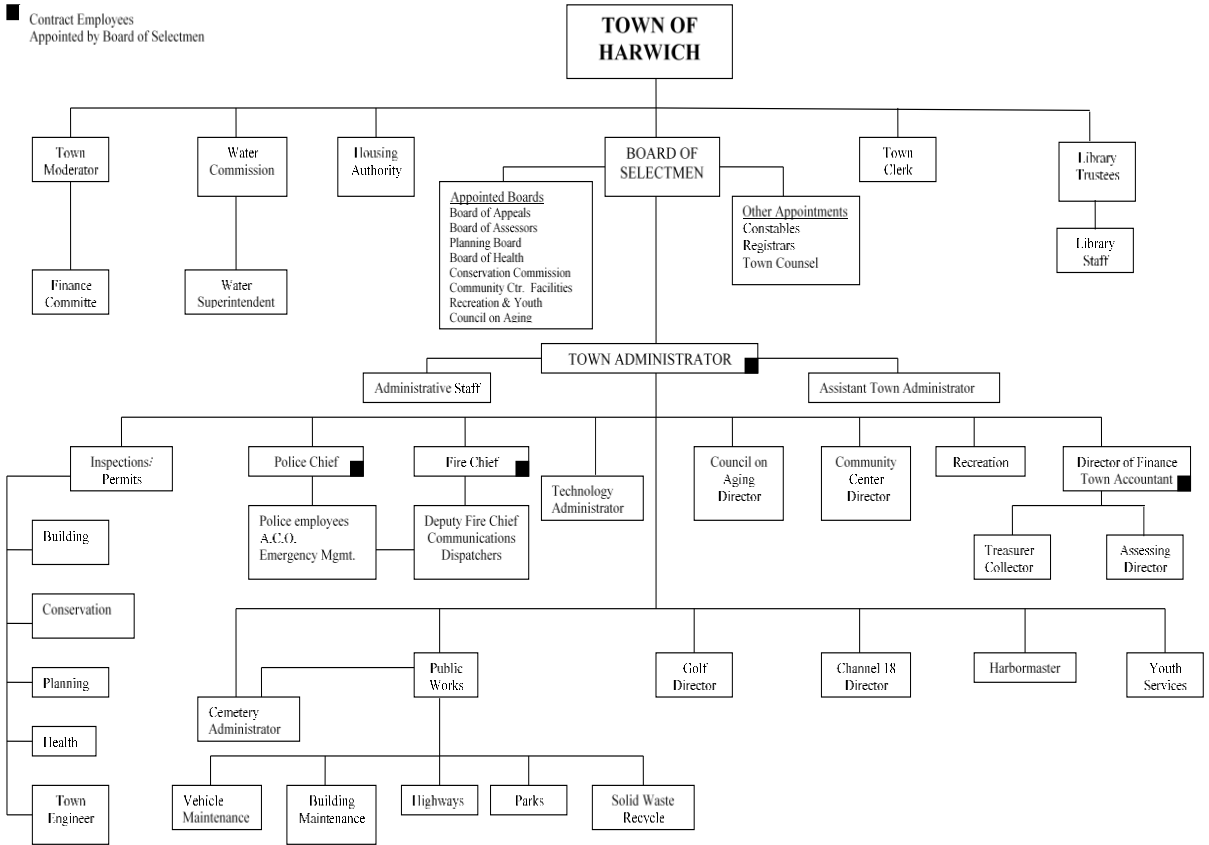 Contract Employees
Appointed by Board of Selectmen
TOWN OF
HARWICH
Town
Moderator
Water
Commission
Housing
Authority
BOARD OF
SELECTMEN
Town
Clerk
Library
Trustees
Appointed Boards
Board of Appeals
Board of Assessors
Planning Board
Board of Health
Conservation Commission
Community Ctr. Facilities
Recreation & Youth
Council on Aging
Other Appointments
Constables
Registrars
Town Counsel
Library
Staff
Finance
Committe
Water
Superintendent
TOWN ADMINISTRATOR
Administrative Staff
Assistant Town Administrator
Inspections/
Permits
Police Chief
Fire Chief
Technology
Administrator
Council on
Aging
Director
Community
Center
Director
Recreation
Director of Finance
Town Accountant
Police employees
A.C.O.
Emergency Mgmt.
Deputy Fire Chief
Communications
Dispatchers
Treasurer
Collector
Assessing
Director
Building
Conservation
Planning
Health
Town
Engineer
Cemetery
Administrator
Public
Works
Golf
Director
Channel 18
Director
Harbormaster
Youth
Services
Vehicle
Maintenance
Building
Maintenance
Highways
Parks
Solid Waste
Recycle